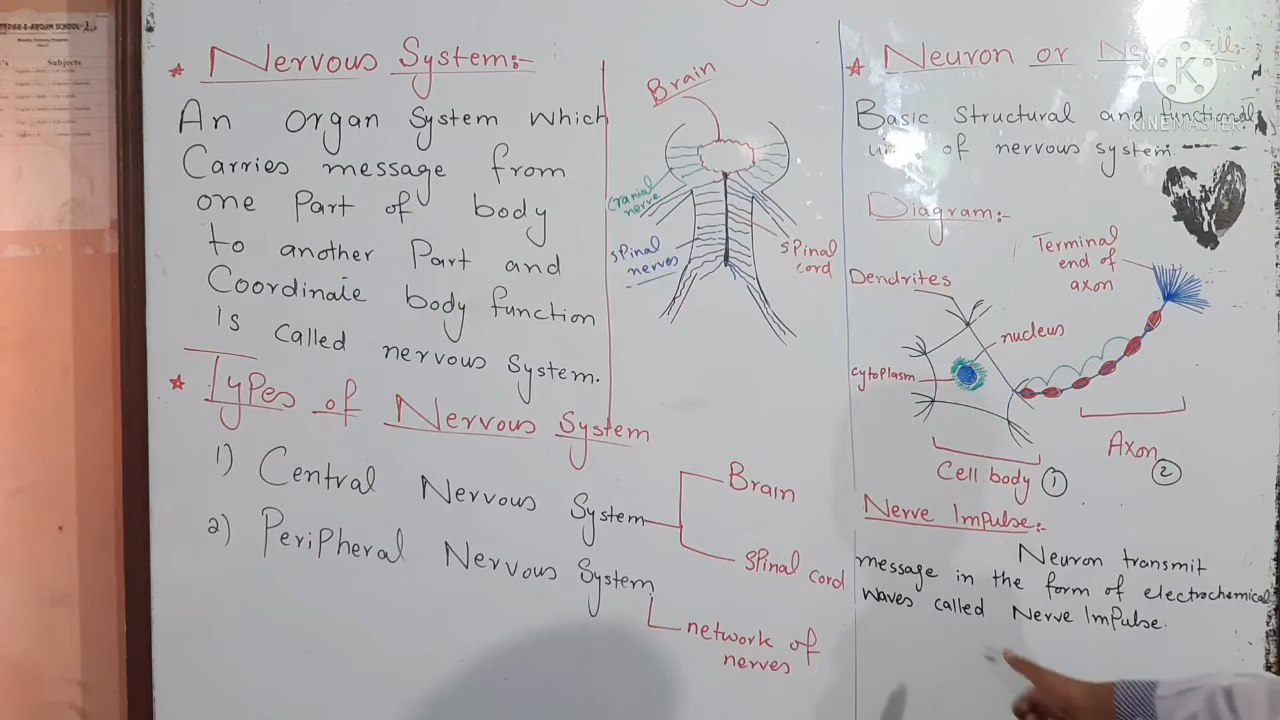 DAR-E-ARQAM SCHOOL
Subjects
* Nervous System:-
An organ system which
Carries message from
one Part of body
to another Part and
Coordinate body function
is called nervous system.
* Types of Nervous System
1) Central Nervous System
Brain
Spinal cord
2) Peripheral Nervous System
network of
nerves
Brain
cranial
nerve
spinal
nerves
spinal
cord
* Neuron or
Basic structural and functional
of nervous system.
K
KINEMASTER
Diagram:-
Terminal
end of
axon
Dendrites
nucleus
cytoplasm
Cell body 1
Axon 2
Nerve Impulse:-
Neuron transmit
message in the form of electrochemical
waves called Nerve Impulse.